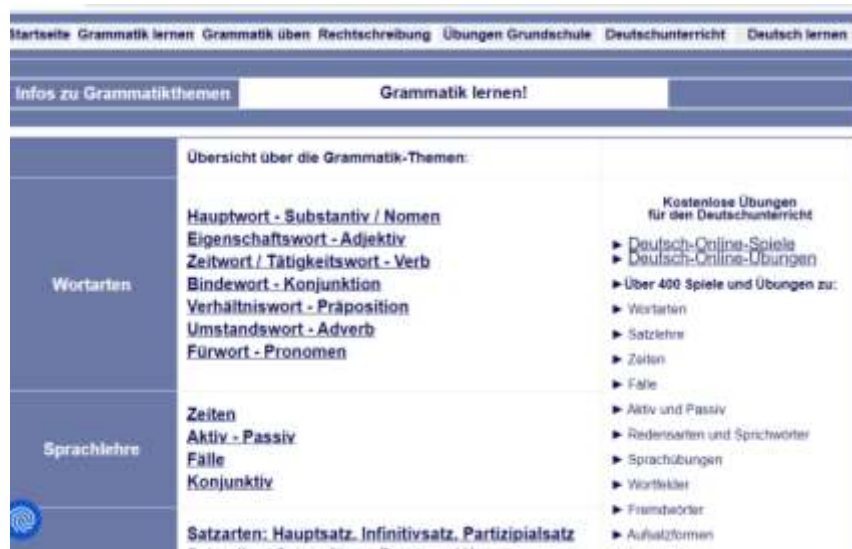 Startseite Grammatik lernen Grammatik üben Rechtschreibung Übungen Grundschule Deutschunterricht Deutsch lernen
Infos zu Grammatikthemen
Grammatik lernen!
Übersicht über die Grammatik-Themen:
Wortarten
Hauptwort - Substantiv / Nomen
Eigenschaftswort - Adjektiv
Zeitwort / Tätigkeitswort - Verb
Bindewort - Konjunktion
Verhältniswort - Präposition
Umstandswort - Adverb
Fürwort - Pronomen
Sprachlehre
Zeiten
Aktiv - Passiv
Fälle
Konjunktiv
Satzarten: Hauptsatz, Infinitivsatz, Partizipialsatz
Kostenlose Übungen
für den Deutschunterricht
► Deutsch-Online-Spiele
► Deutsch-Online-Übungen
►Über 400 Spiele und Übungen zu:
► Wortarten
► Satzlehre
► Zeiten
► Fälle
► Aktiv und Passiv
► Redensarten und Sprichwörter
► Sprachübungen
► Wortfelder
► Fremdwörter
► Aufsatzformen